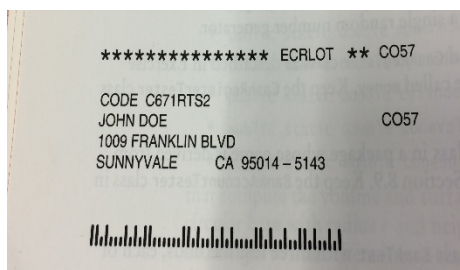 *************** ECRLOT ** CO57
CODE C671RTS2
JOHN DOE CO57
1009 FRANKLIN BLVD
SUNNYVALE CA 95014 – 5143